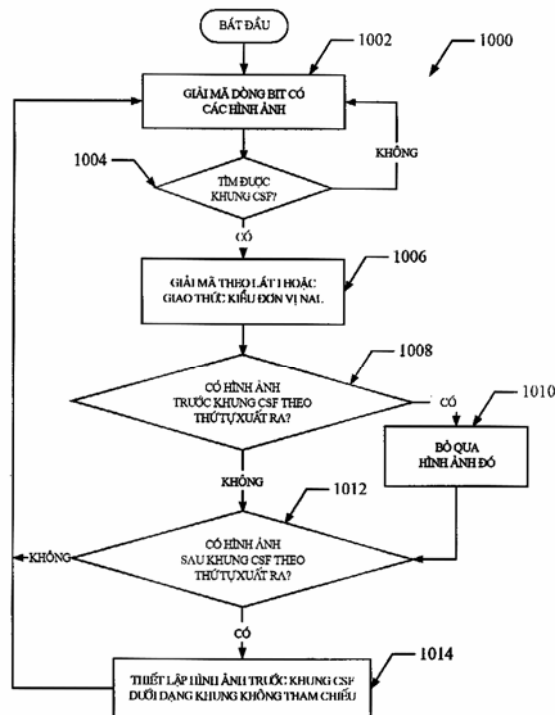 BẮT ĐẦU
1002
1000
GIẢI MÃ DÒNG BIT CÓ
CÁC HÌNH ẢNH
KHÔNG
1004
TÌM ĐƯỢC
KHUNG CSF?
CÓ
1006
GIẢI MÃ THEO LÁT I HOẶC
GIAO THỨC KIỂU ĐƠN VỊ NAL
1008
CÓ HÌNH ẢNH
TRƯỚC KHUNG CSF THEO
THỨ TỰ XUẤT RA?
CÓ
1010
BỎ QUA
HÌNH ẢNH ĐÓ
KHÔNG
1012
CÓ HÌNH ẢNH
SAU KHUNG CSF THEO
THỨ TỰ XUẤT RA?
KHÔNG
CÓ
1014
THIẾT LẬP HÌNH ẢNH TRƯỚC KHUNG CSF
DƯỚI DẠNG KHUNG KHÔNG THAM CHIẾU